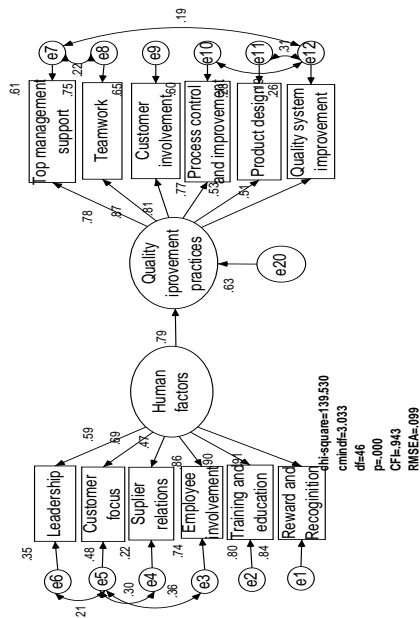 .21
.30
.36
e6
e5
e4
e3
e2
e1
.35
Leadership
.48
Customer
focus
.22
Suplier
relations
.74
Employee
involvement
.80
Training and
education
.84
Reward and
Recoginition
.59
.69
.47
.86
.90
.91
Human
factors
.79
Quality
iprovement
practices
.63
e20
.78
.87
.81
.77
.53
.51
.61
Top management
support
.75
Teamwork
.65
Customer
involvement
.60
Process control
and improvement
.28
Product design
.26
Quality system
improvement
e7
e8
e9
e10
e11
e12
.22
.31
.19
chi-square=139.530
cmindf=3.033
df=46
p=.000
CFI=.943
RMSEA=.099